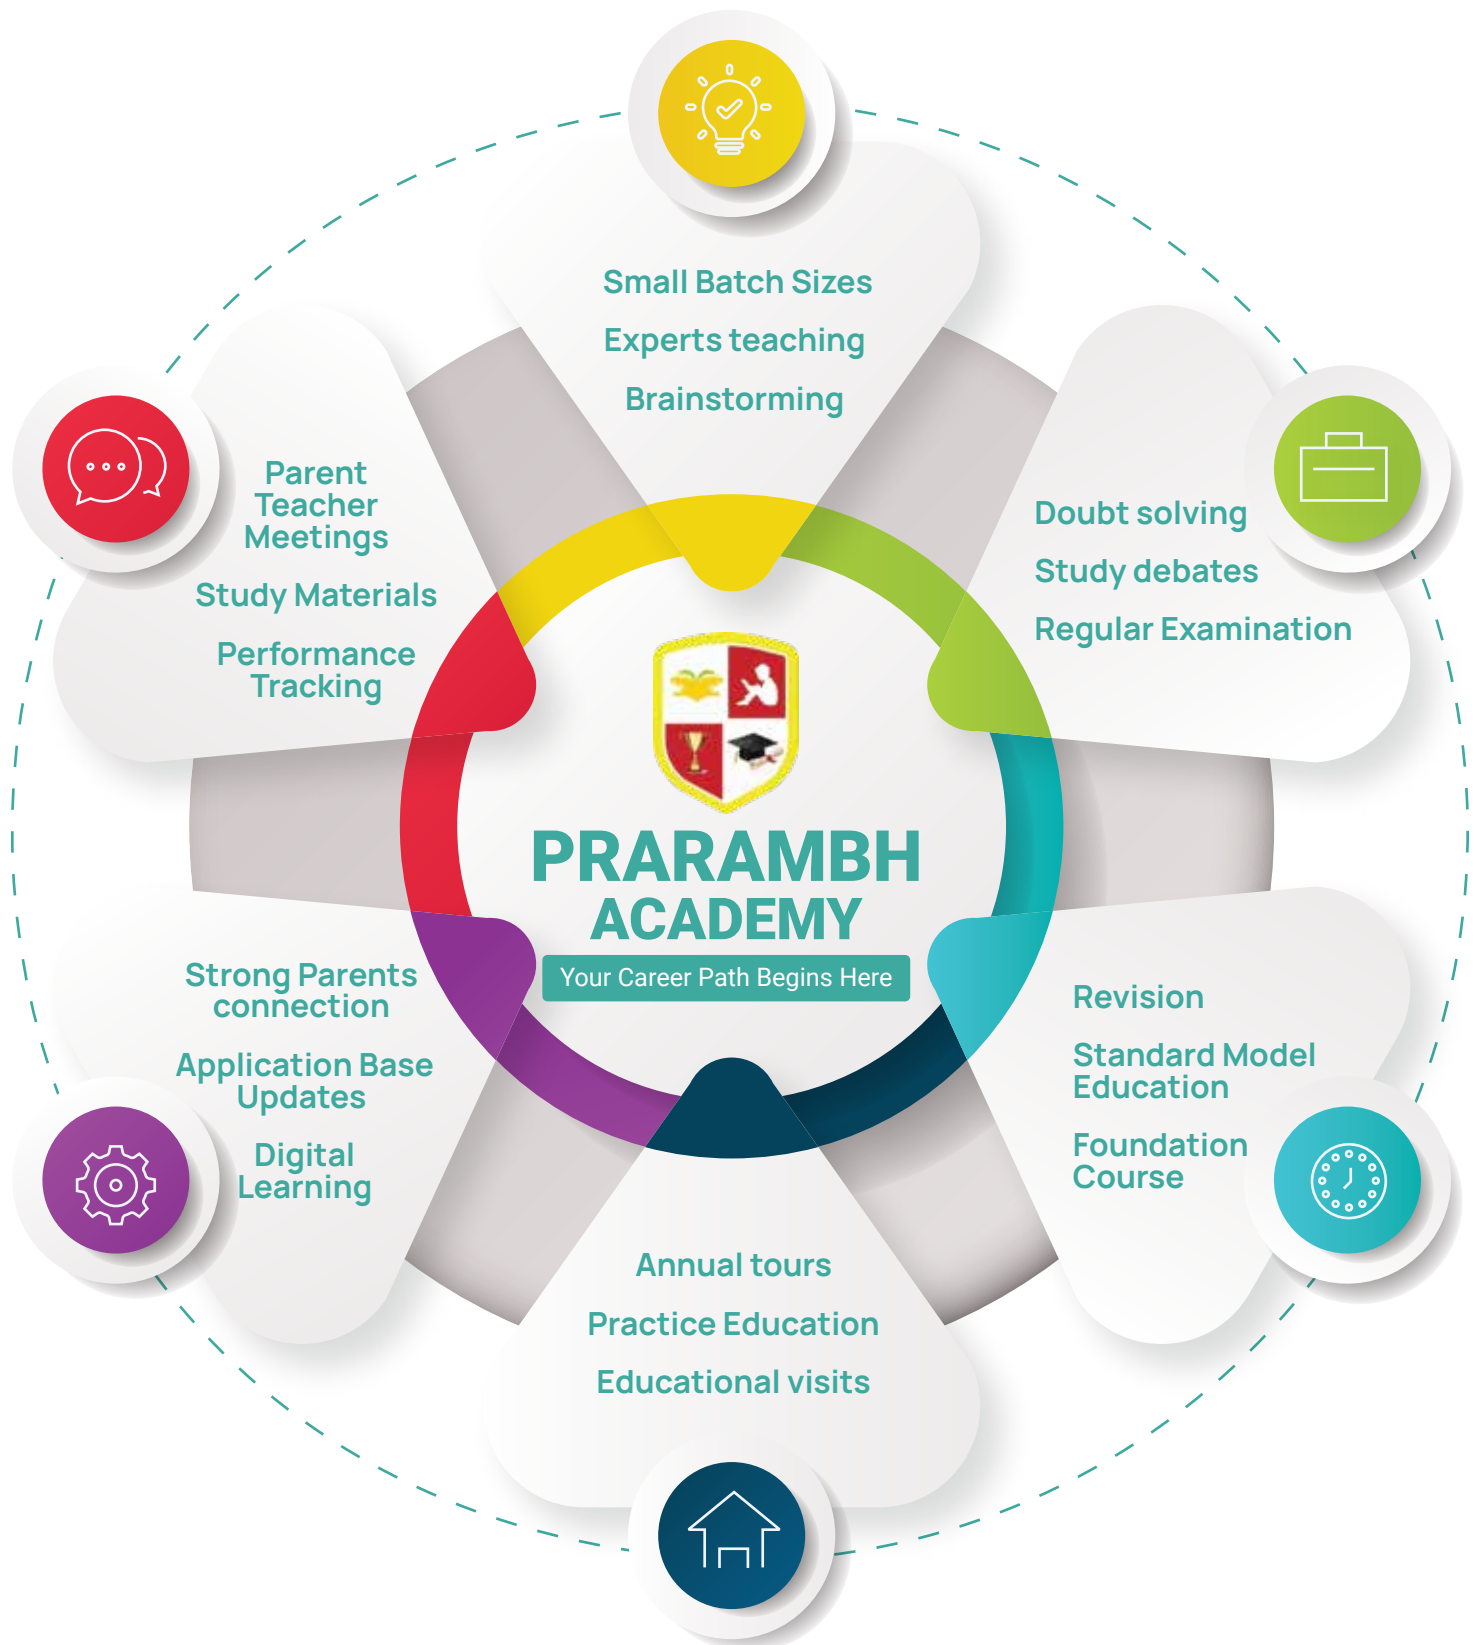 Small Batch Sizes
Experts teaching
Brainstorming
Doubt solving
Study debates
Regular Examination
Revision
Standard Model
Education
Foundation
Course
Annual tours
Practice Education
Educational visits
Strong Parents
connection
Application Base
Updates
Digital
Learning
Parent
Teacher
Meetings
Study Materials
Performance
Tracking
PRARAMBH
ACADEMY
Your Career Path Begins Here